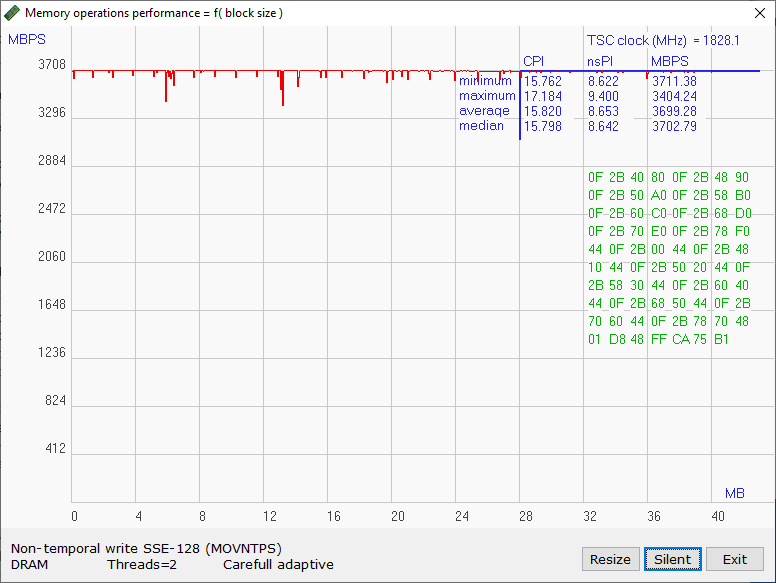 Memory operations performance = f( block size )
MBPS
TSC clock (MHz) = 1828.1
CPI nsPI MBPS
minimum 15.762 8.622 3711.38
maximum 17.184 9.400 3404.24
average 15.820 8.653 3699.28
median 15.798 8.642 3702.79
3708
3296
2884
2472
2060
1648
1236
824
412
0F 2B 40 80 0F 2B 48 90
0F 2B 50 A0 0F 2B 58 B0
0F 2B 60 C0 0F 2B 68 D0
0F 2B 70 E0 0F 2B 78 F0
44 0F 2B 00 44 0F 2B 48
10 44 0F 2B 50 20 44 0F
2B 58 30 44 0F 2B 60 40
44 0F 2B 68 50 44 0F 2B
70 60 44 0F 2B 78 70 48
01 D8 48 FF CA 75 B1
MB
0 4 8 12 16 20 24 28 32 36 40
Non-temporal write SSE-128 (MOVNTPS)
DRAM Threads=2 Carefull adaptive
Resize Silent Exit